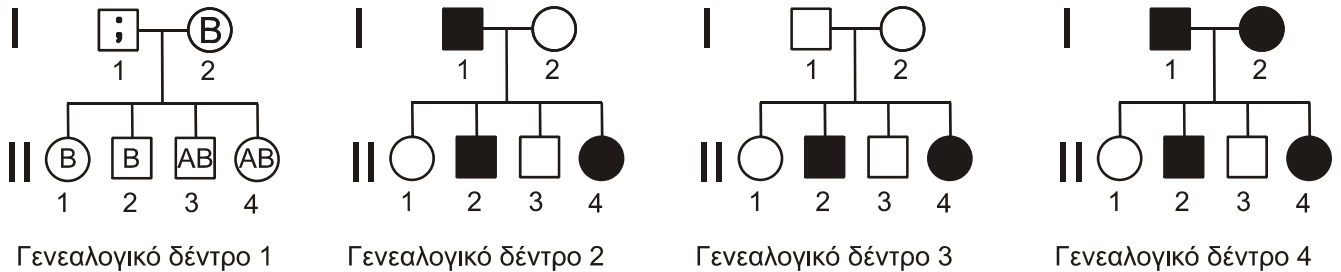 I ; B I I I
1 2 1 2 1 2 1 2
II B B AB AB II II II
1 2 3 4 1 2 3 4 1 2 3 4 1 2 3 4
Γενεαλογικό δέντρο 1 Γενεαλογικό δέντρο 2 Γενεαλογικό δέντρο 3 Γενεαλογικό δέντρο 4